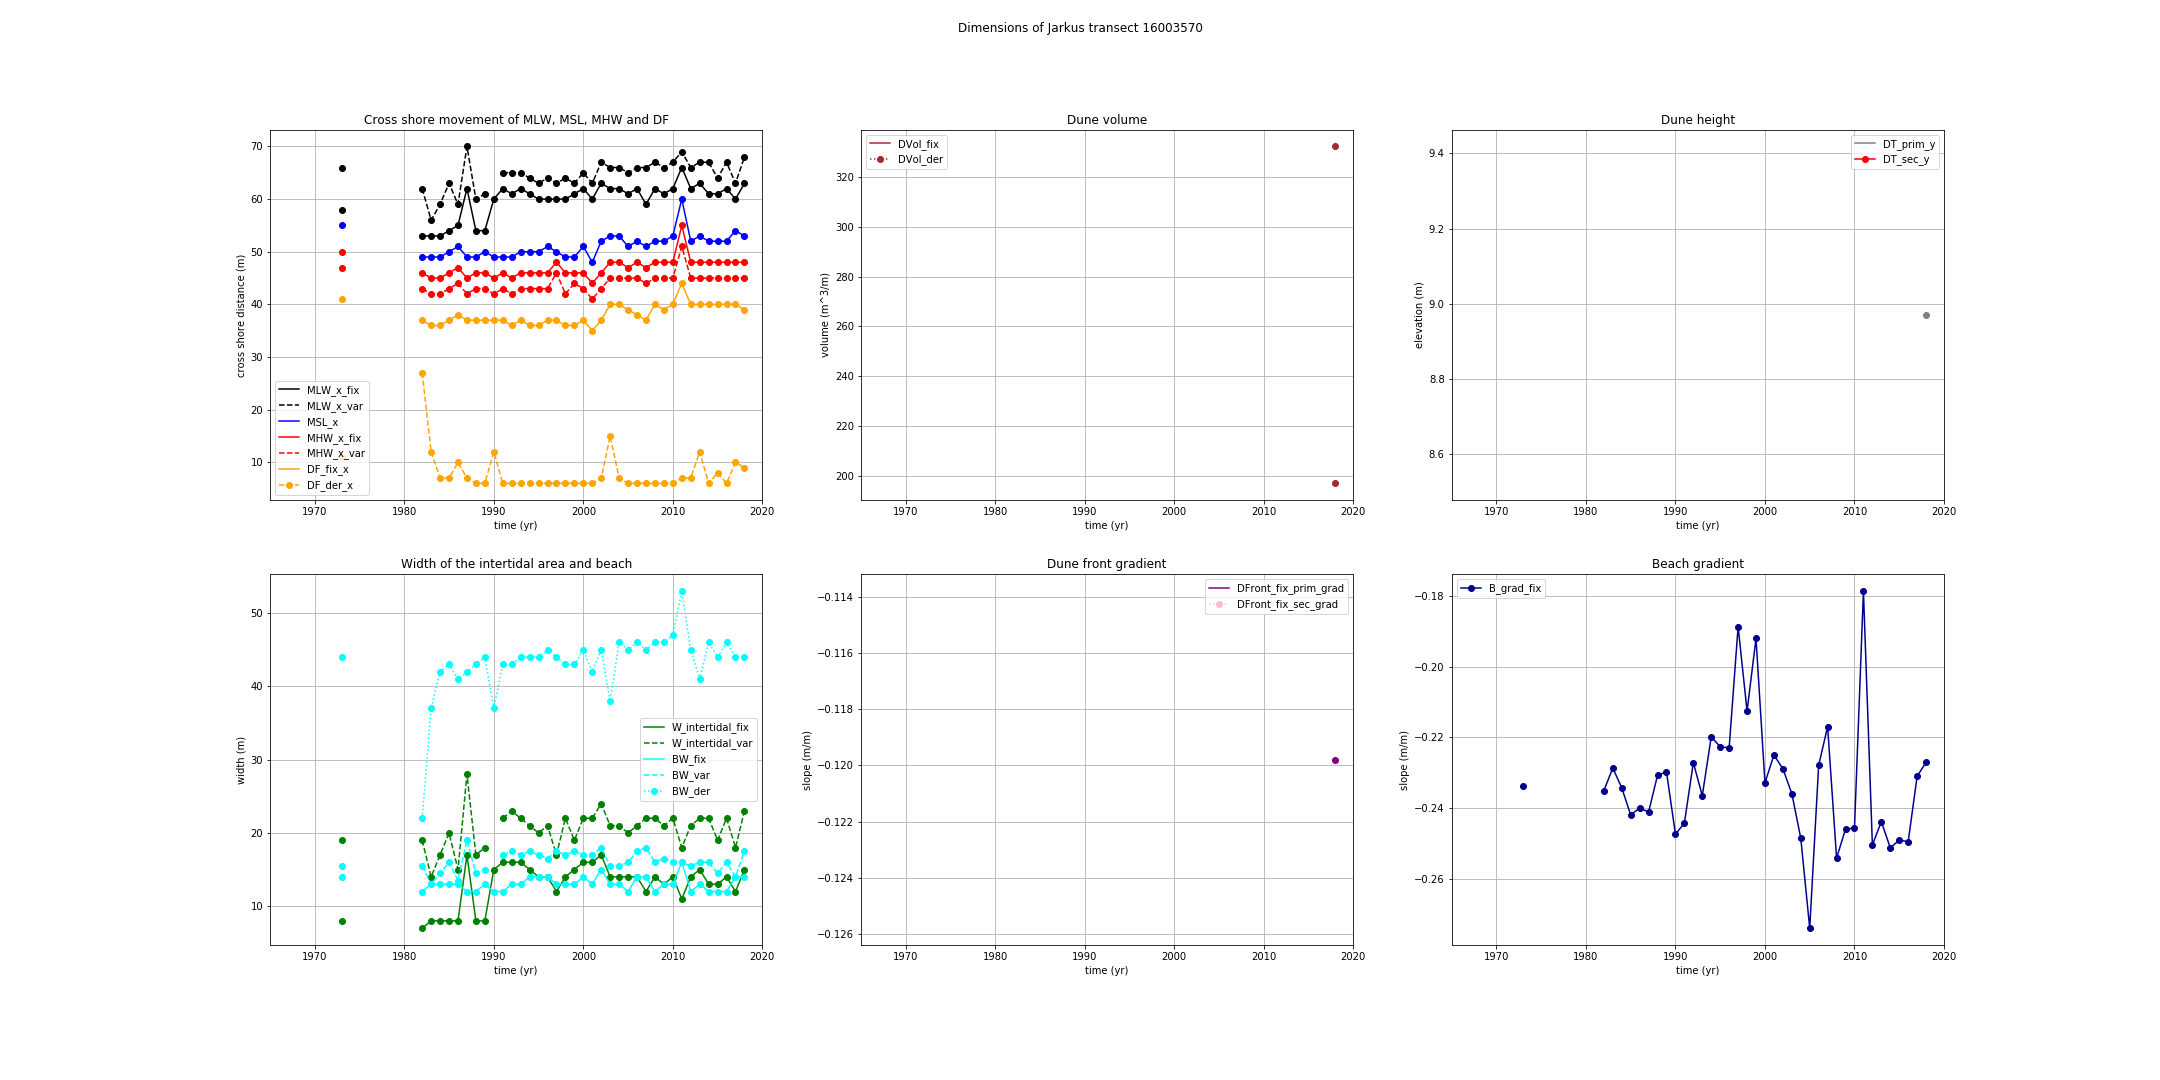 Dimensions of Jarkus transect 16003570
Cross shore movement of MLW, MSL, MHW and DF
cross shore distance (m)
70
60
50
40
30
20
10
MLW_x_fix
MLW_x_var
MSL_x
MHW_x_fix
MHW_x_var
DF_fix_x
DF_der_x
1970 1980 1990 2000 2010 2020
time (yr)
Dune volume
volume (m^3/m)
DVol_fix
DVol_der
320
300
280
260
240
220
200
1970 1980 1990 2000 2010 2020
time (yr)
Dune height
elevation (m)
DT_prim_y
DT_sec_y
9.4
9.2
9.0
8.8
8.6
1970 1980 1990 2000 2010 2020
time (yr)
Width of the intertidal area and beach
width (m)
50
40
30
20
10
W_intertidal_fix
W_intertidal_var
BW_fix
BW_var
BW_der
1970 1980 1990 2000 2010 2020
time (yr)
Dune front gradient
slope (m/m)
DFront_fix_prim_grad
DFront_fix_sec_grad
−0.114
−0.116
−0.118
−0.120
−0.122
−0.124
−0.126
1970 1980 1990 2000 2010 2020
time (yr)
Beach gradient
slope (m/m)
B_grad_fix
−0.18
−0.20
−0.22
−0.24
−0.26
1970 1980 1990 2000 2010 2020
time (yr)